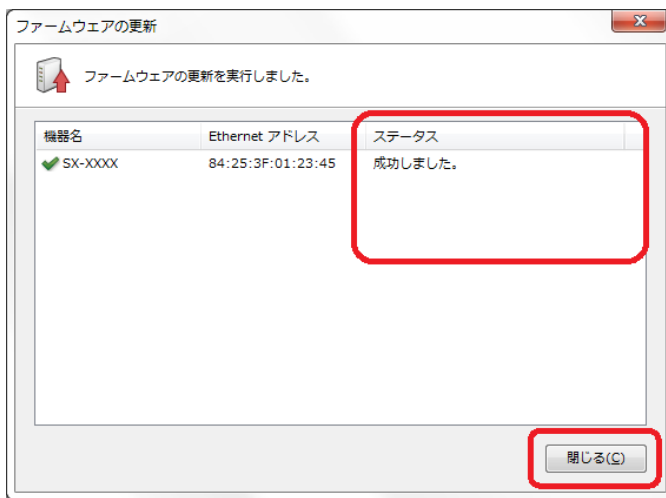 ファームウェアの更新
ファームウェアの更新を実行しました。
機器名 Ethernet アドレス ステータス
SX-XXXX 84:25:3F:01:23:45 成功しました。
閉じる(C)